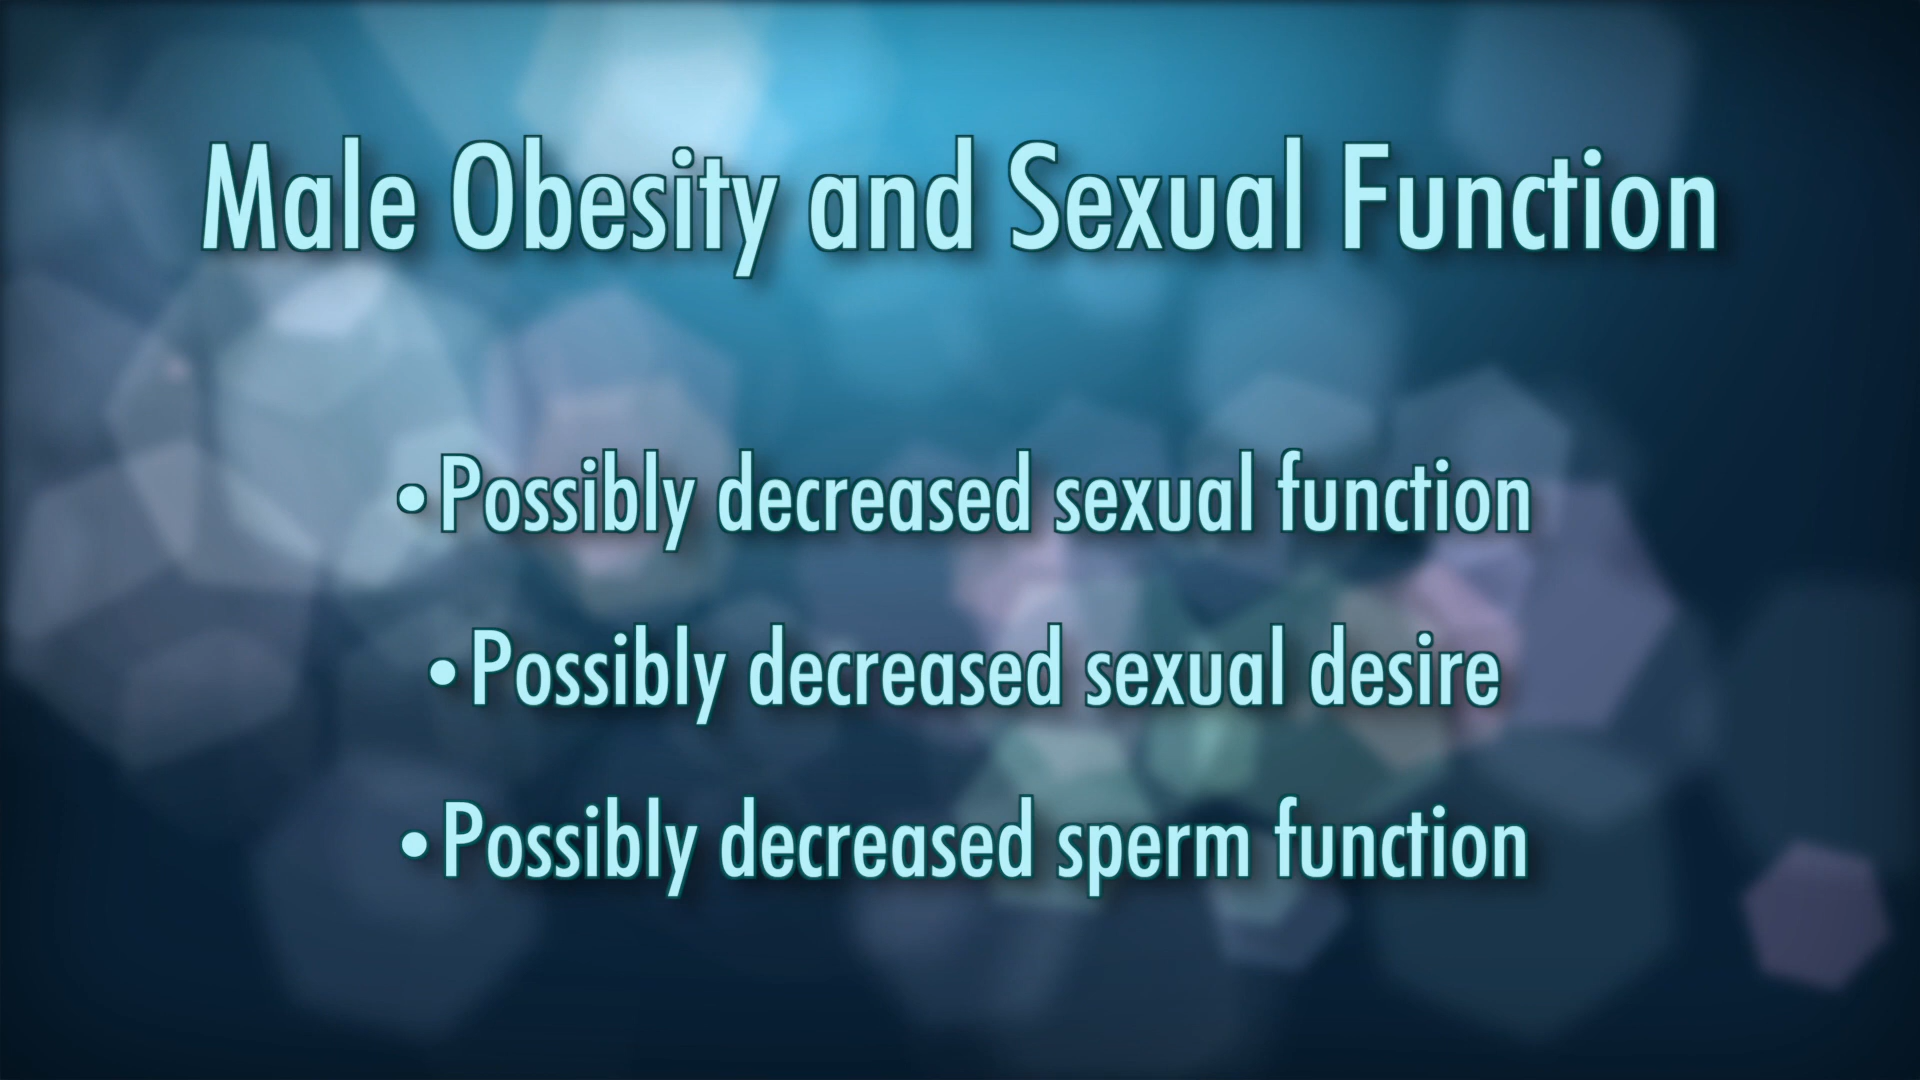 Male Obesity and Sexual Function
•Possibly decreased sexual function
•Possibly decreased sexual desire
•Possibly decreased sperm function